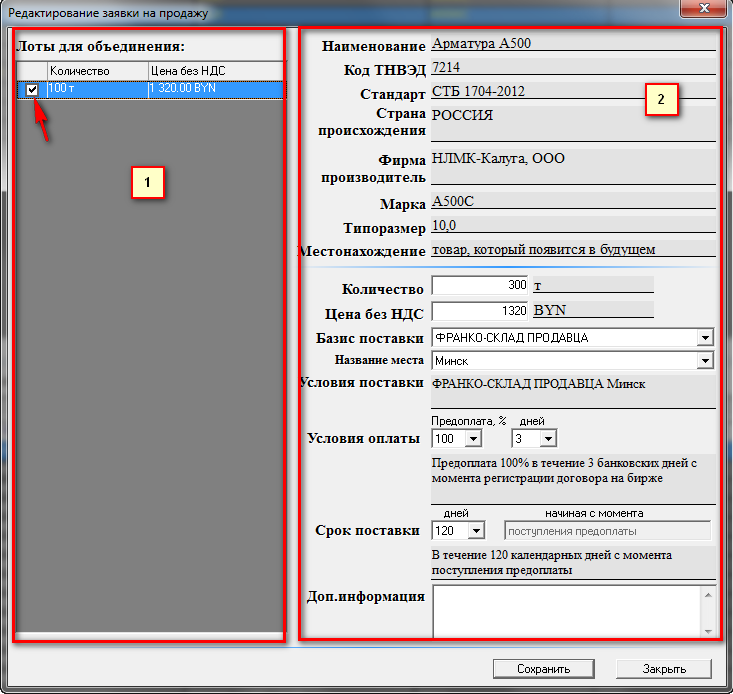 Редактирование заявки на продажу
Лоты для объединения:
Количество Цена без НДС
100 т 1 320.00 BYN
1
2
Наименование Арматура А500
Код ТНВЭД 7214
Стандарт СТБ 1704-2012
Страна РОССИЯ
происхождения
Фирма НЛМК-Калуга, ООО
производитель
Марка А500С
Типоразмер 10,0
Местонахождение товар, который появится в будущем
Количество 300 т
Цена без НДС 1320 BYN
Базис поставки ФРАНКО-СКЛАД ПРОДАВЦА
Название места Минск
Условия поставки ФРАНКО-СКЛАД ПРОДАВЦА Минск
Предоплата, % дней
Условия оплаты 100 3
Предоплата 100% в течение 3 банковских дней с
момента регистрации договора на бирже
дней начиная с момента
Срок поставки 120 поступления предоплаты
В течение 120 календарных дней с момента
поступления предоплаты
Доп.информация
Сохранить Закрыть